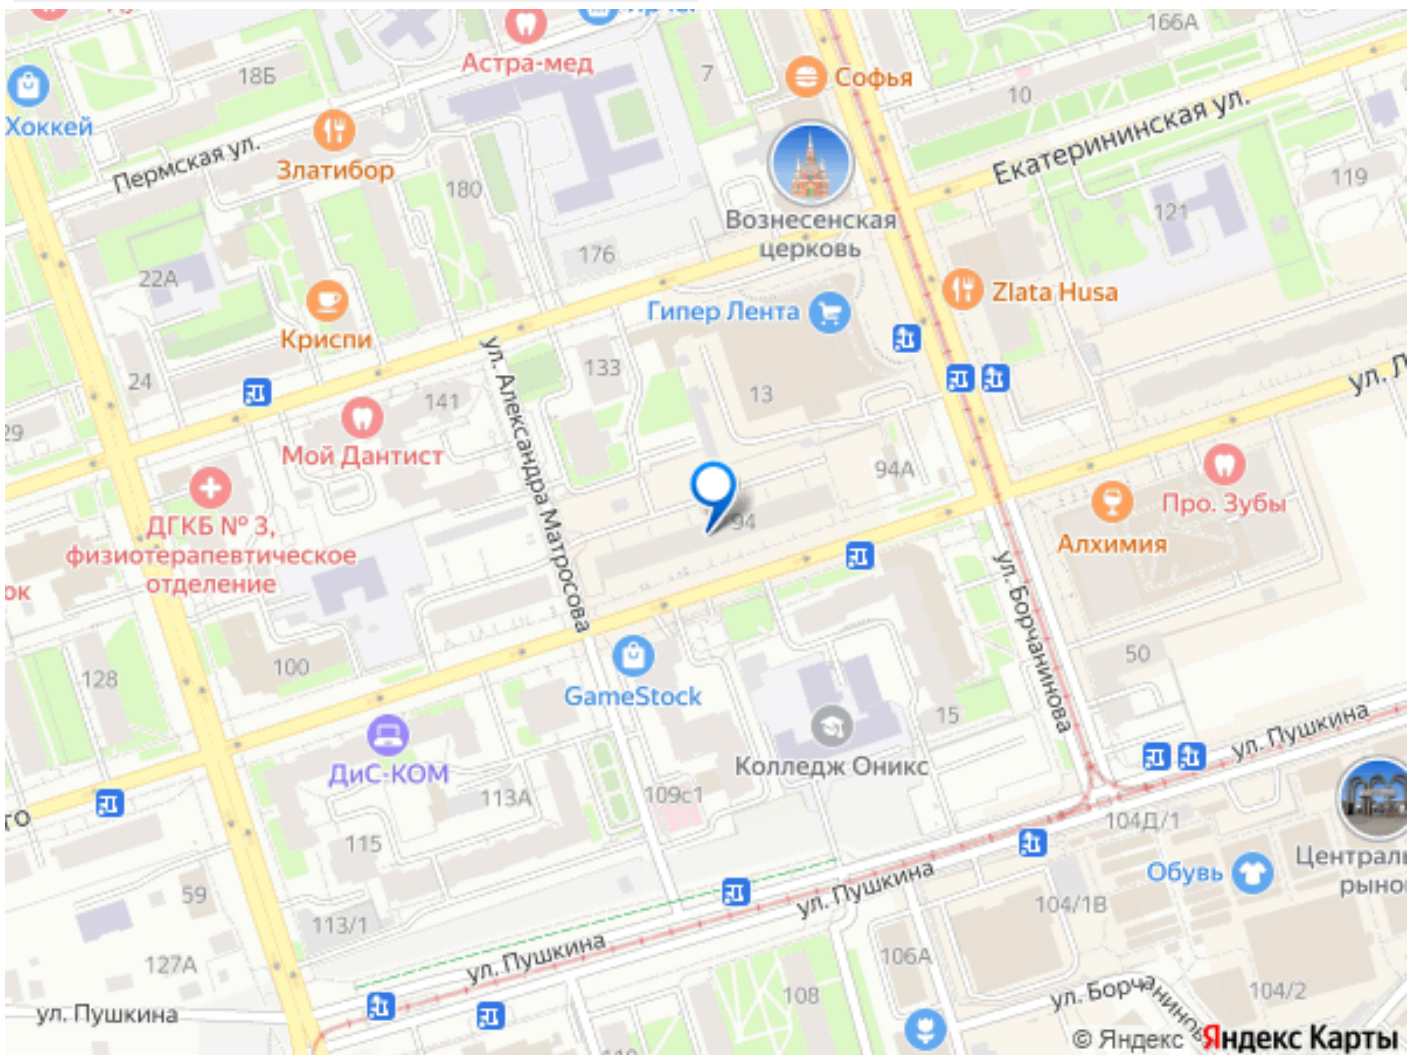 166А
Астра-мед
Софья
7
18Б
10
Хоккей
Златибор
Пермская ул.
Екатерининская ул.
180
119
121
Вознесенская
церковь
176
22А
Криспи
Гипер Лента
Zlata Husa
ул. Александра Матросова
133
24
13
141
Мой Дантист
29
94А
ДГКБ № 3,
физиотерапевтическое
отделение
94
Про. Зубы
Алхимия
ок
ул. Борчанинова
100
128
50
GameStock
15
ДиС-КОМ
Колледж Оникс
ул. Пушкина
113А
109с1
го
115
104Д/1
Обувь
59
ул. Пушкина
104/1В
113/1
ул. Пушкина
127А
106А
108
ул. Борчанинова
104/2
ул. Пушкина
© Яндекс Яндекс Карты